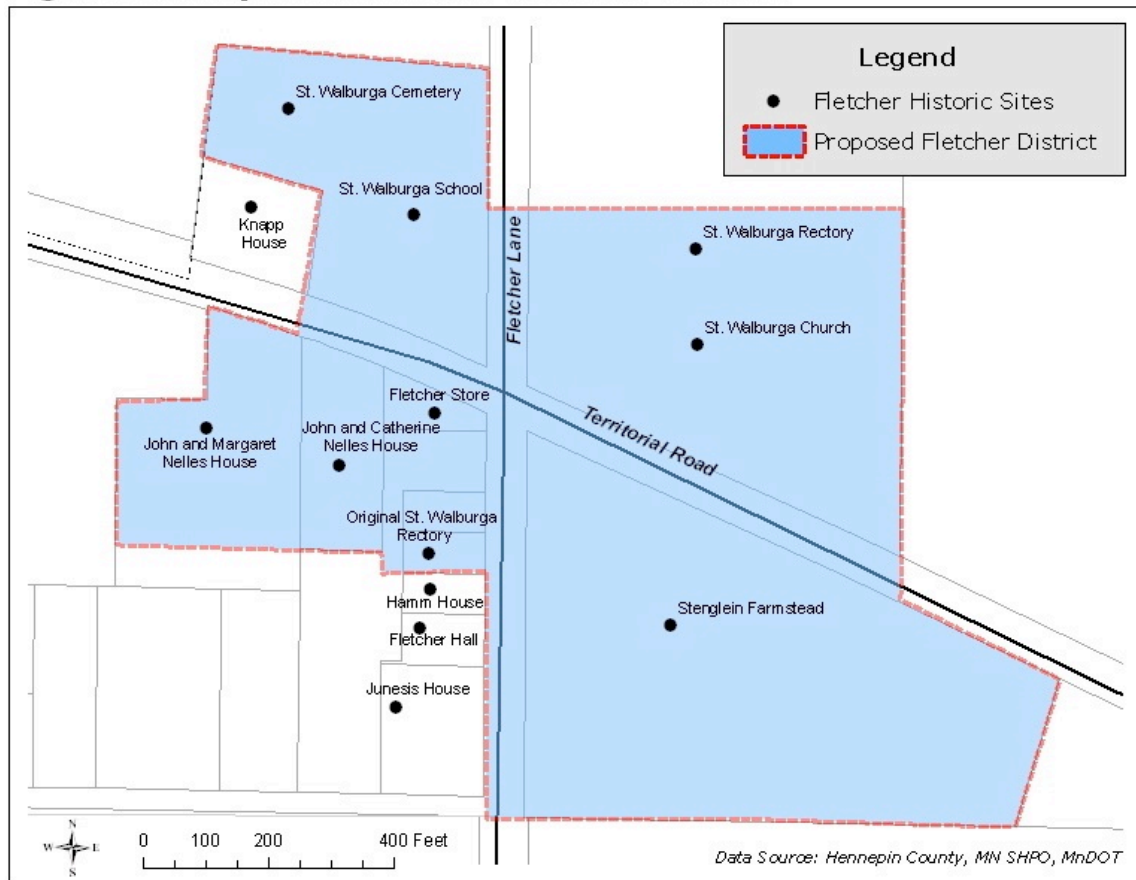 Legend
Fletcher Historic Sites
Proposed Fletcher District
St. Walburga Cemetery
St. Walburga School
Knapp
House
Fletcher Lane
St. Walburga Rectory
St. Walburga Church
Fletcher Store
John and Catherine
Nelles House
John and Margaret
Nelles House
Territorial Road
Original St. Walburga
Rectory
Hamm House
Fletcher Hall
Stenglein Farmstead
Junesis House
N
W E
S
0 100 200 400 Feet
Data Source: Hennepin County, MN SHPO, MnDOT